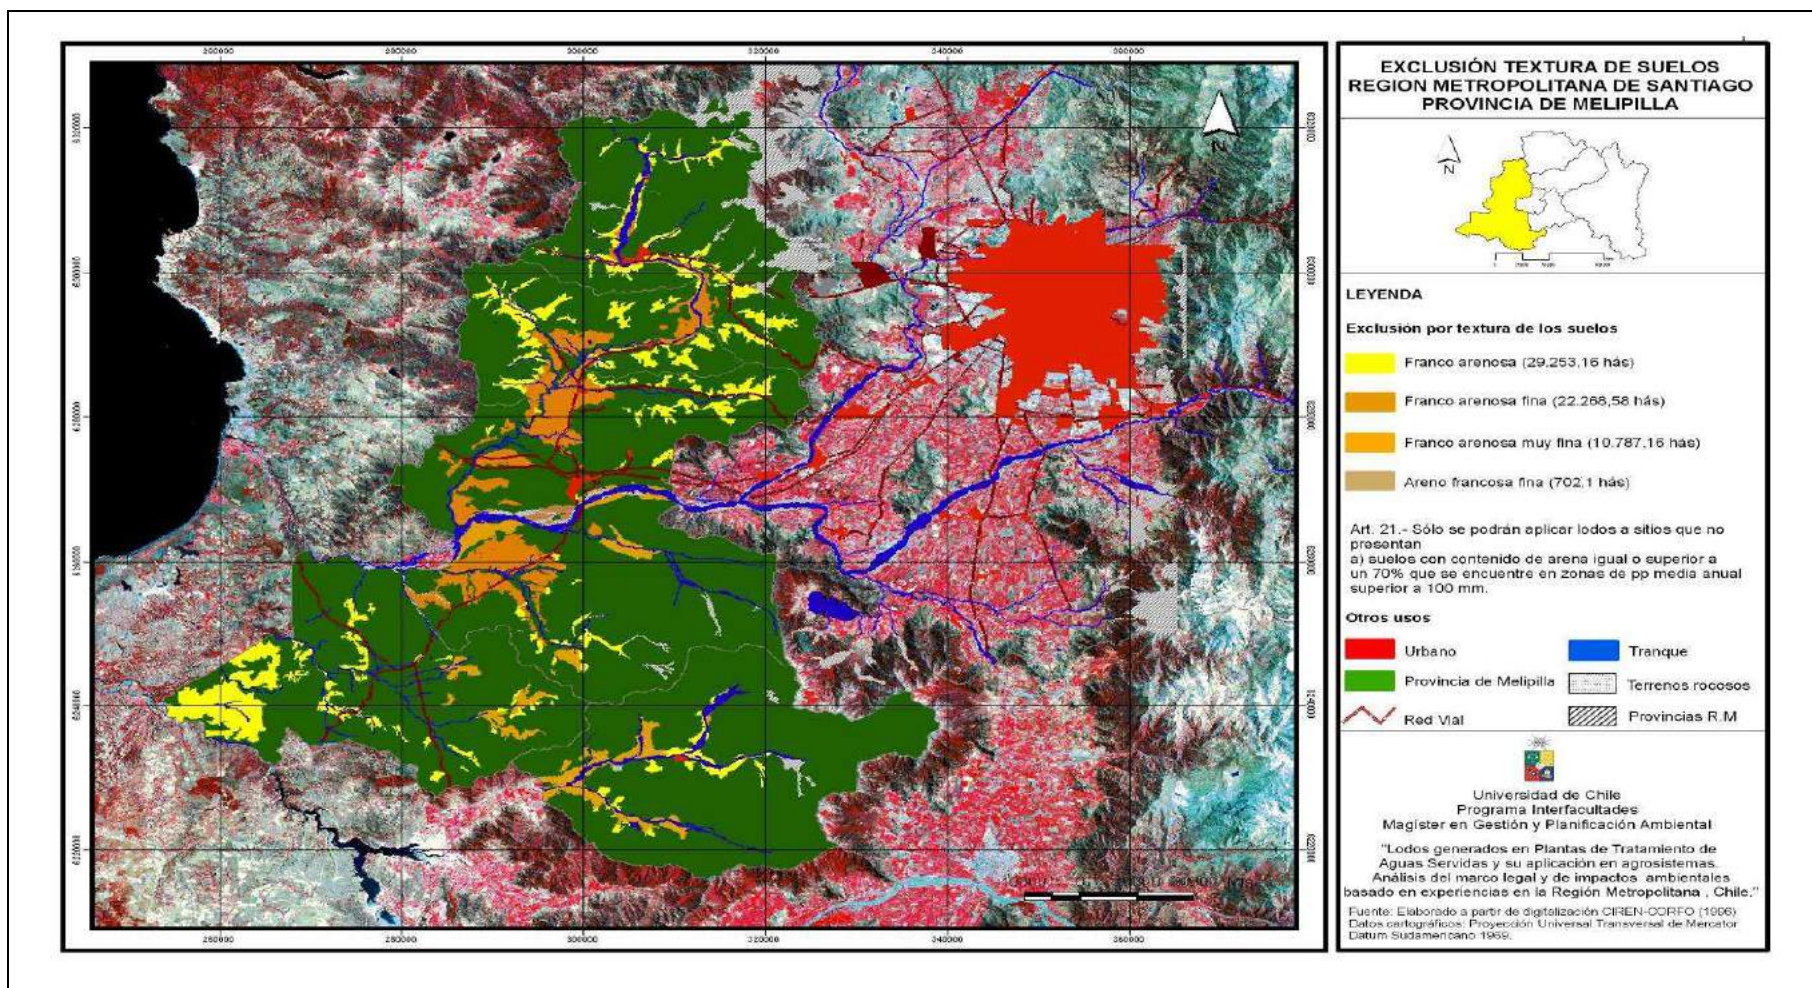 EXCLUSIÓN TEXTURA DE SUELOS
REGION METROPOLITANA DE SANTIAGO
PROVINCIA DE MELIPILLA
N
LEYENDA
Exclusión por textura de los suelos
Franco arenosa (29.253,16 hás)
Franco arenosa fina (22.268,58 hás)
Franco arenosa muy fina (10.787,16 hás)
Areno francosa fina (702,1 hás)
Art. 21.- Sólo se podrán aplicar lodos a sitios que no
presentan
a) suelos con contenido de arena igual o superior a
un 70% que se encuentre en zonas de pp media anual
superior a 100 mm.
Otros usos
Urbano
Tranque
Provincia de Melipilla
Terrenos rocosos
Red Vial
Provincias R.M
Universidad de Chile
Programa Interfacultades
Magíster en Gestión y Planificación Ambiental
"Lodos generados en Plantas de Tratamiento de
Aguas Servidas y su aplicación en agrosistemas.
Análisis del marco legal y de impactos ambientales
basado en experiencias en la Región Metropolitana , Chile."
Fuente: Elaborado a partir de digitalización CIREN-CORFO (1996)
Datos cartográficos: Proyección Universal Transversal de Mercator
Datum Sudamericano 1969.
N
260000 280000 300000 320000 340000 360000